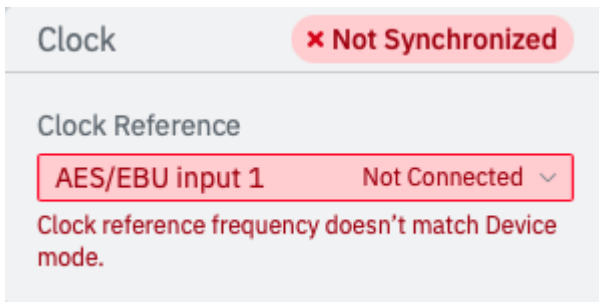 Clock
× Not Synchronized
Clock Reference
AES/EBU input 1 Not Connected
Clock reference frequency doesn’t match Device
mode.